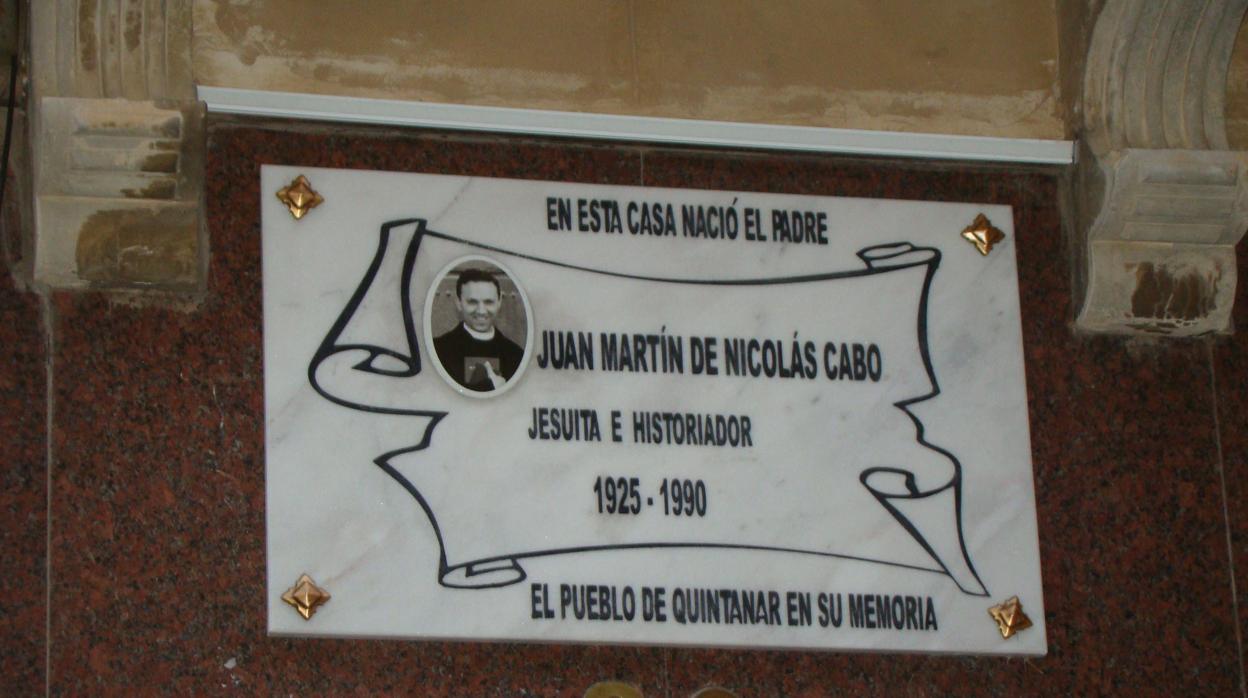 EN ESTA CASA NACIÓ EL PADRE
JUAN MARTÍN DE NICOLÁS CABO
JESUITA E HISTORIADOR
1925 - 1990
EL PUEBLO DE QUINTANAR EN SU MEMORIA